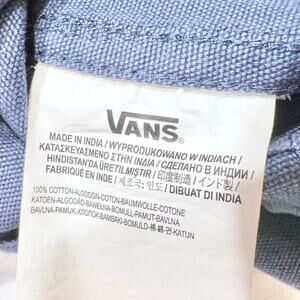 VANS
MADE IN INDIA / WYPRODUKOWANO W INDIACH /
ΚΑΤΑΣΚΕΥΑΣΜΕΝΟ ΣΤΗΝ ΙΝΔΙΑ / СДЕЛАНО В ИНДИИ /
HINDISTAN'DA ÜRETILMIŞTIR / 印度制造 / インド製 /
FABRIQUÉ EN INDE / 제조국: 인도 / DIBUAT DI INDIA
100% COTTON-ALGODÓN-COTON-BAUMWOLLE-COTONE
KATOEN-ALGODÃO-BAWEŁNA-BOMULL-PAMUT-BAVLNA
BAVLNA-PAMUK-ΧΛΟΠΟΚ-BAMBAKI-BOMULD-棉-綿-면-KATUN